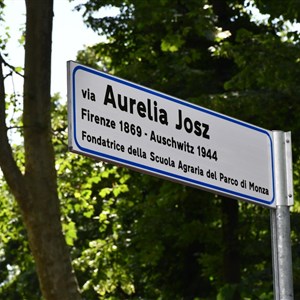 via Aurelia Josz
Firenze 1869 - Auschwitz 1944
Fondatrice della Scuola Agraria del Parco di Monza